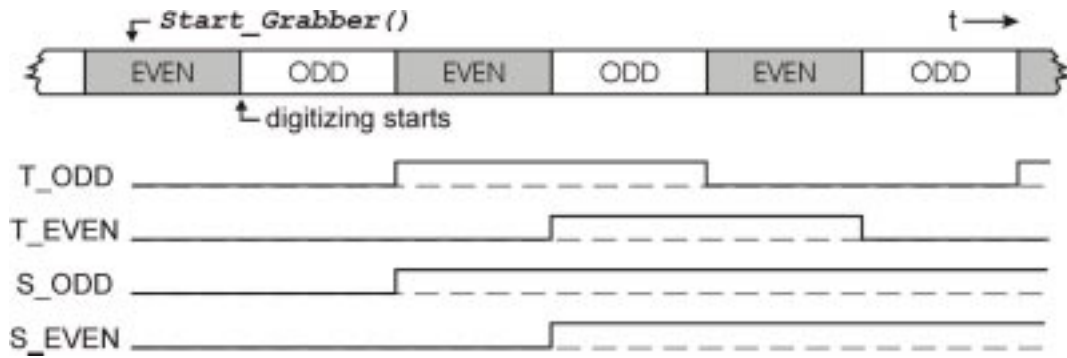 Start_Grabber()
t
EVEN ODD EVEN ODD EVEN ODD
digitizing starts
T_ODD
T_EVEN
S_ODD
S_EVEN